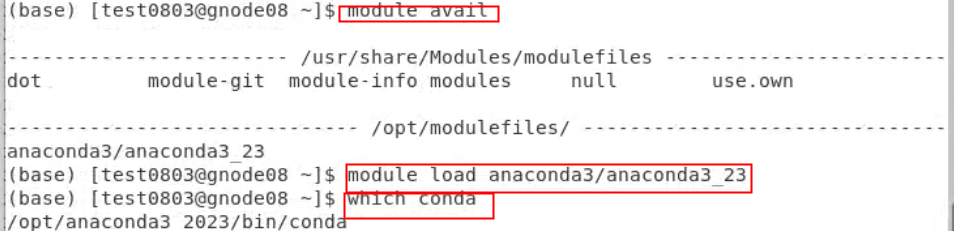 (base) [test0803@gnode08 ~]$ module avail
------------------------ /usr/share/Modules/modulefiles ------------------------
dot         module-git  module-info modules     null        use.own
------------------------------ /opt/modulefiles/ -------------------------------
anaconda3/anaconda3_23
(base) [test0803@gnode08 ~]$ module load anaconda3/anaconda3_23
(base) [test0803@gnode08 ~]$ which conda
/opt/anaconda3_2023/bin/conda